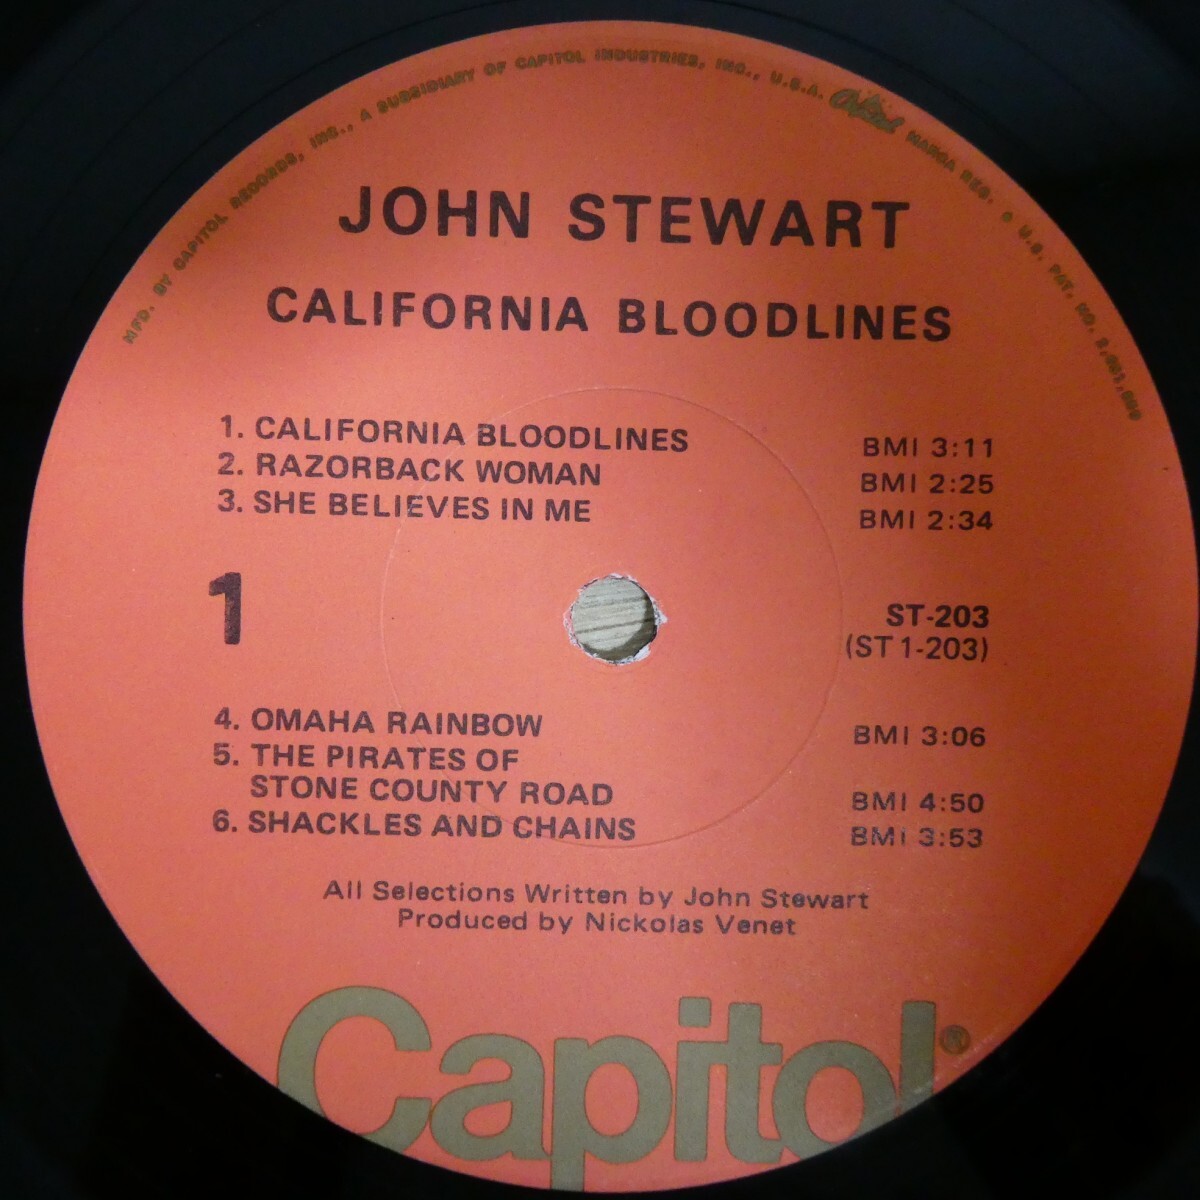 MFD. BY CAPITOL RECORDS, INC., A SUBSIDIARY OF CAPITOL INDUSTRIES, INC., U.S.A. Capitol MARCA REG. ® U.S. PAT. NO.
JOHN STEWART
CALIFORNIA BLOODLINES
1. CALIFORNIA BLOODLINES BMI 3:11
2. RAZORBACK WOMAN BMI 2:25
3. SHE BELIEVES IN ME BMI 2:34
1
ST-203
(ST 1-203)
4. OMAHA RAINBOW BMI 3:06
5. THE PIRATES OF
STONE COUNTY ROAD BMI 4:50
6. SHACKLES AND CHAINS BMI 3:53
All Selections Written by John Stewart
Produced by Nickolas Venet
Capitol®